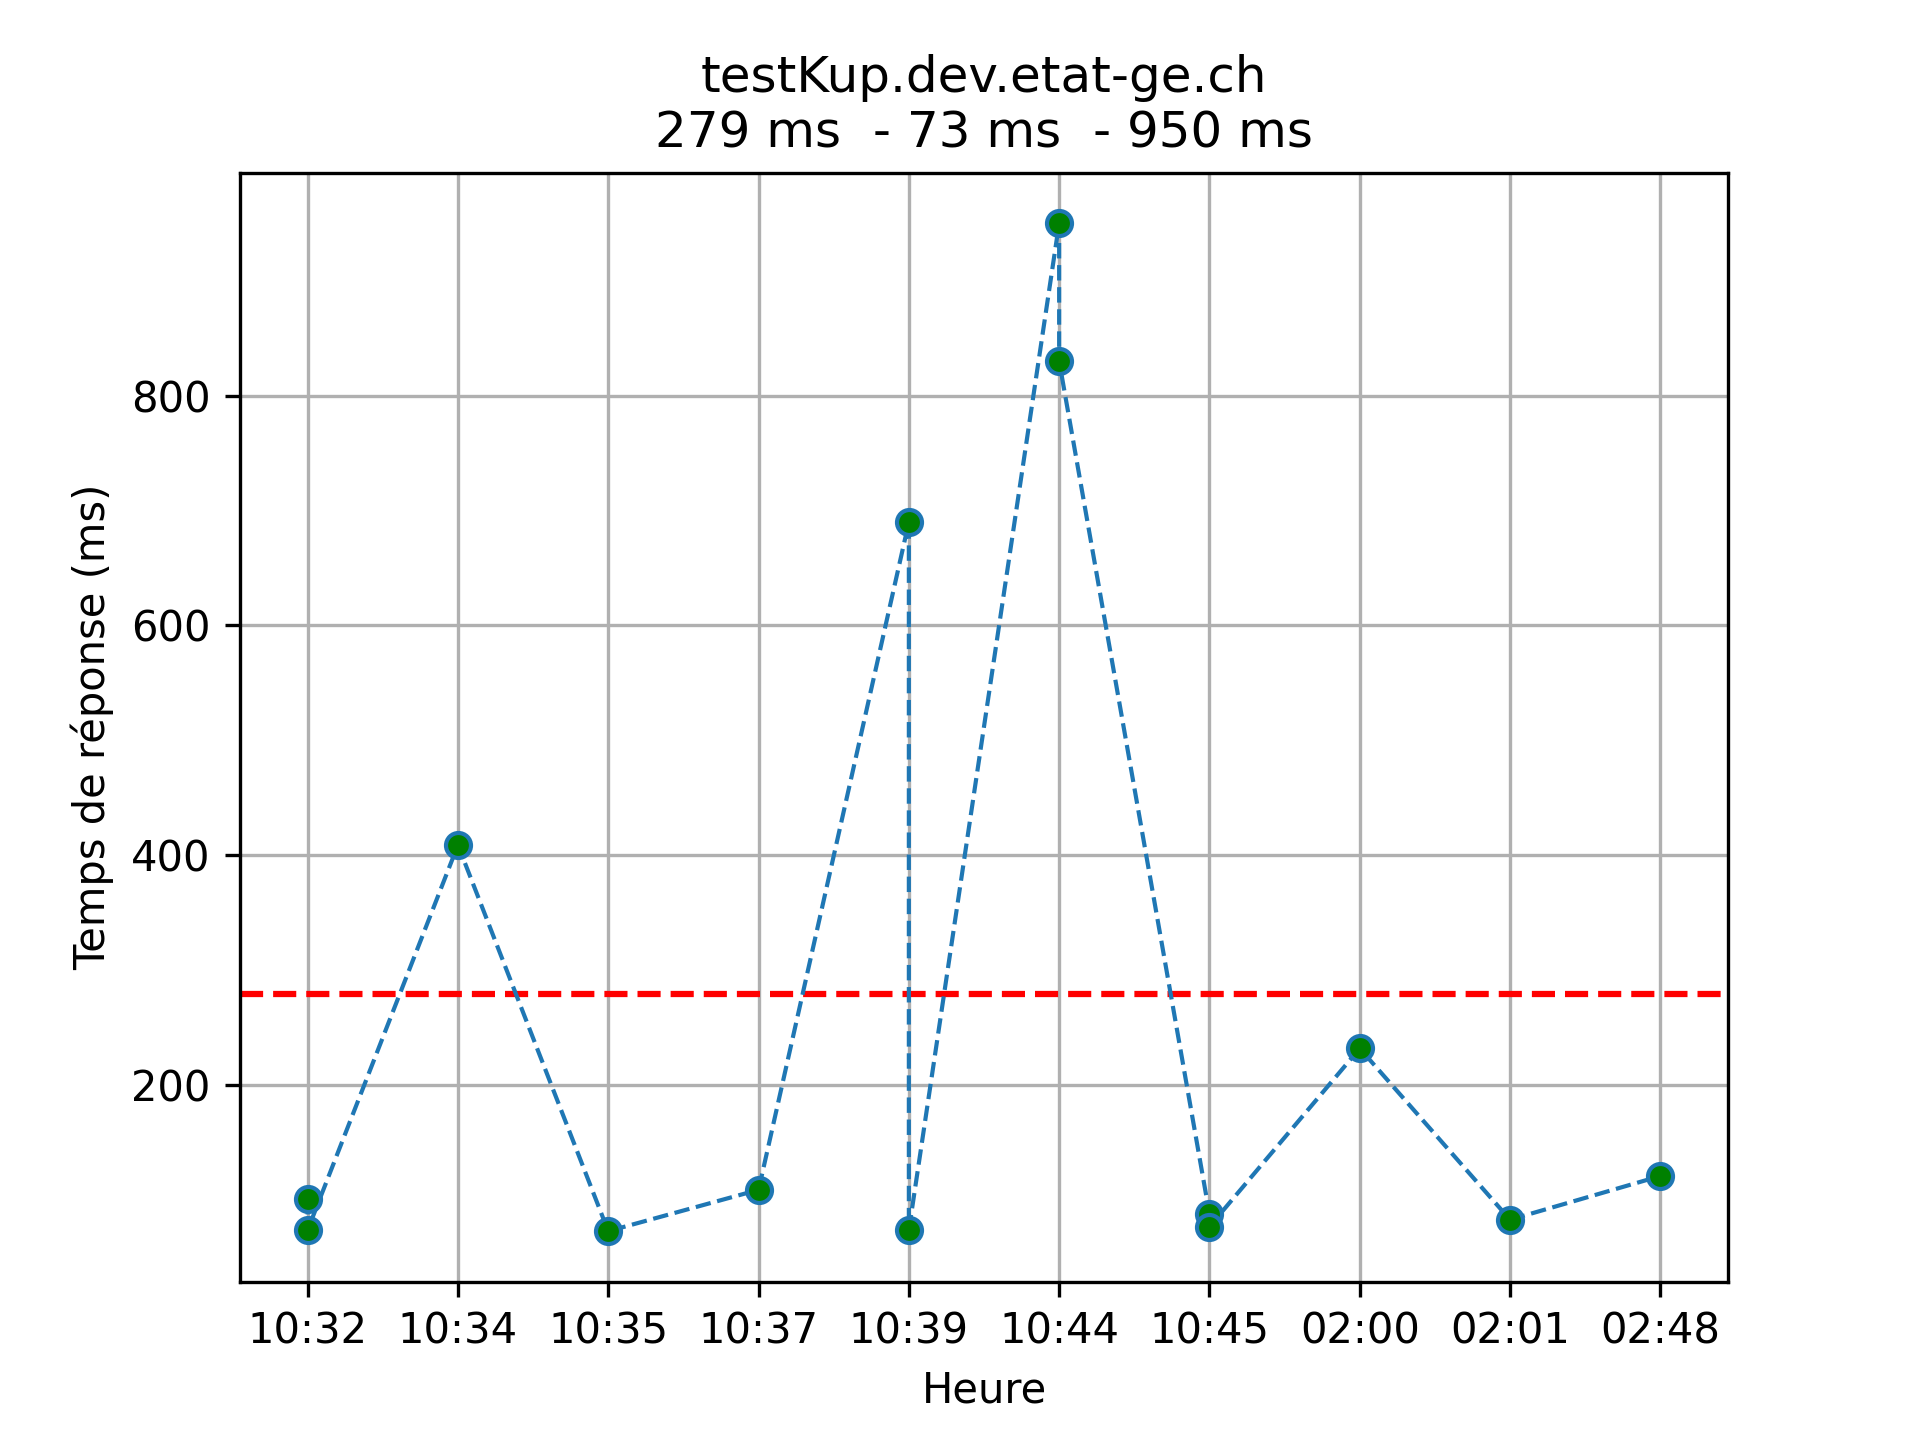 testKup.dev.etat-ge.ch
279 ms  - 73 ms  - 950 ms
Temps de réponse (ms)
800
600
400
200
10:32 10:34 10:35 10:37 10:39 10:44 10:45 02:00 02:01 02:48
Heure